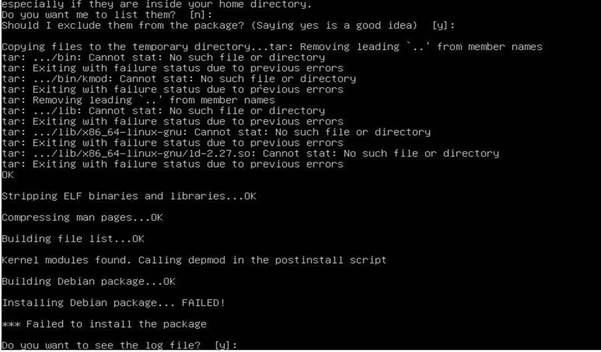 especially if they are inside your home directory.
Do you want me to list them?  [n]:
Should I exclude them from the package? (Saying yes is a good idea)  [y]:
Copying files to the temporary directory...tar: Removing leading `..' from member names
tar: .../bin: Cannot stat: No such file or directory
tar: Exiting with failure status due to previous errors
tar: .../bin/kmod: Cannot stat: No such file or directory
tar: Exiting with failure status due to previous errors
tar: Removing leading `..' from member names
tar: .../lib: Cannot stat: No such file or directory
tar: Exiting with failure status due to previous errors
tar: .../lib/x86_64-linux-gnu: Cannot stat: No such file or directory
tar: Exiting with failure status due to previous errors
tar: .../lib/x86_64-linux-gnu/ld-2.27.so: Cannot stat: No such file or directory
tar: Exiting with failure status due to previous errors
OK
Stripping ELF binaries and libraries...OK
Compressing man pages...OK
Building file list...OK
Kernel modules found. Calling depmod in the postinstall script
Building Debian package...OK
Installing Debian package... FAILED!
*** Failed to install the package
Do you want to see the log file?  [y]: